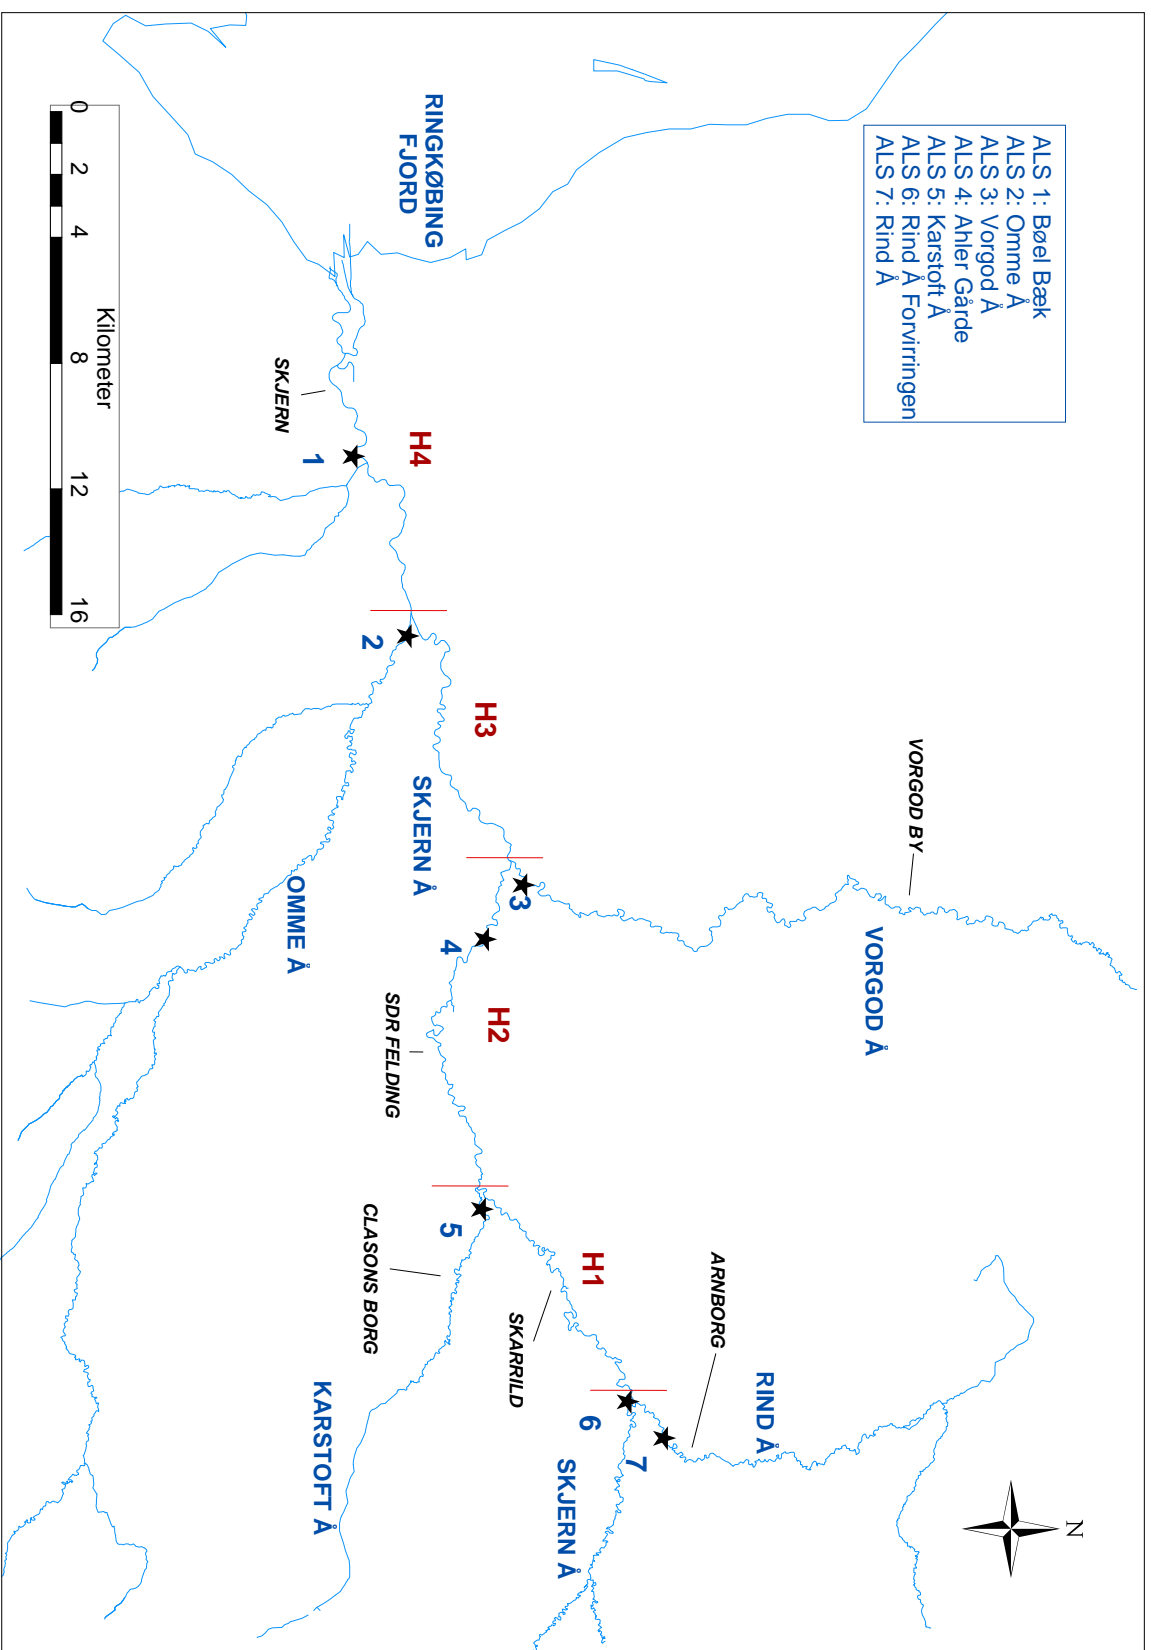 ALS 1: Bøel Bæk
ALS 2: Omme Å
ALS 3: Vorgod Å
ALS 4: Ahler Gårde
ALS 5: Karstoft Å
ALS 6: Rind Å Forvirringen
ALS 7: Rind Å
N
VORGOD BY
VORGOD Å
ARNBORG
RIND Å
RINGKØBING
FJORD
H4
H3
H2
H1
SKJERN
1
2
3
4
5
6
7
SKJERN Å
SKJERN Å
SDR FELDING
SKARRILD
CLASONS BORG
OMME Å
KARSTOFT Å
Kilometer
0 2 4 8 12 16